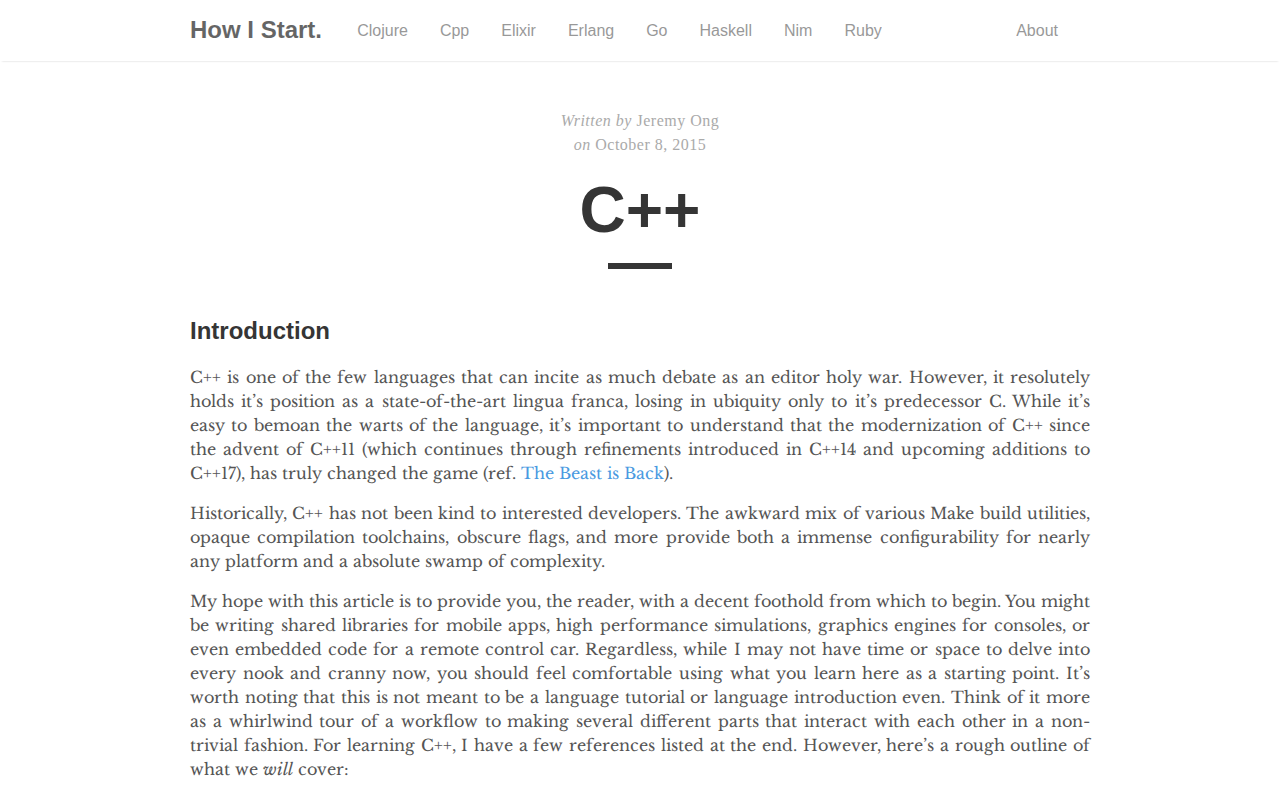 How I Start. Clojure Cpp Elixir Erlang Go Haskell Nim Ruby About
Written by Jeremy Ong
on October 8, 2015
C++
Introduction
C++ is one of the few languages that can incite as much debate as an editor holy war. However, it resolutely
holds it’s position as a state-of-the-art lingua franca, losing in ubiquity only to it’s predecessor C. While it’s
easy to bemoan the warts of the language, it’s important to understand that the modernization of C++ since
the advent of C++11 (which continues through refinements introduced in C++14 and upcoming additions to
C++17), has truly changed the game (ref. The Beast is Back).
Historically, C++ has not been kind to interested developers. The awkward mix of various Make build utilities,
opaque compilation toolchains, obscure flags, and more provide both a immense configurability for nearly
any platform and a absolute swamp of complexity.
My hope with this article is to provide you, the reader, with a decent foothold from which to begin. You might
be writing shared libraries for mobile apps, high performance simulations, graphics engines for consoles, or
even embedded code for a remote control car. Regardless, while I may not have time or space to delve into
every nook and cranny now, you should feel comfortable using what you learn here as a starting point. It’s
worth noting that this is not meant to be a language tutorial or language introduction even. Think of it more
as a whirlwind tour of a workflow to making several different parts that interact with each other in a non-
trivial fashion. For learning C++, I have a few references listed at the end. However, here’s a rough outline of
what we will cover: